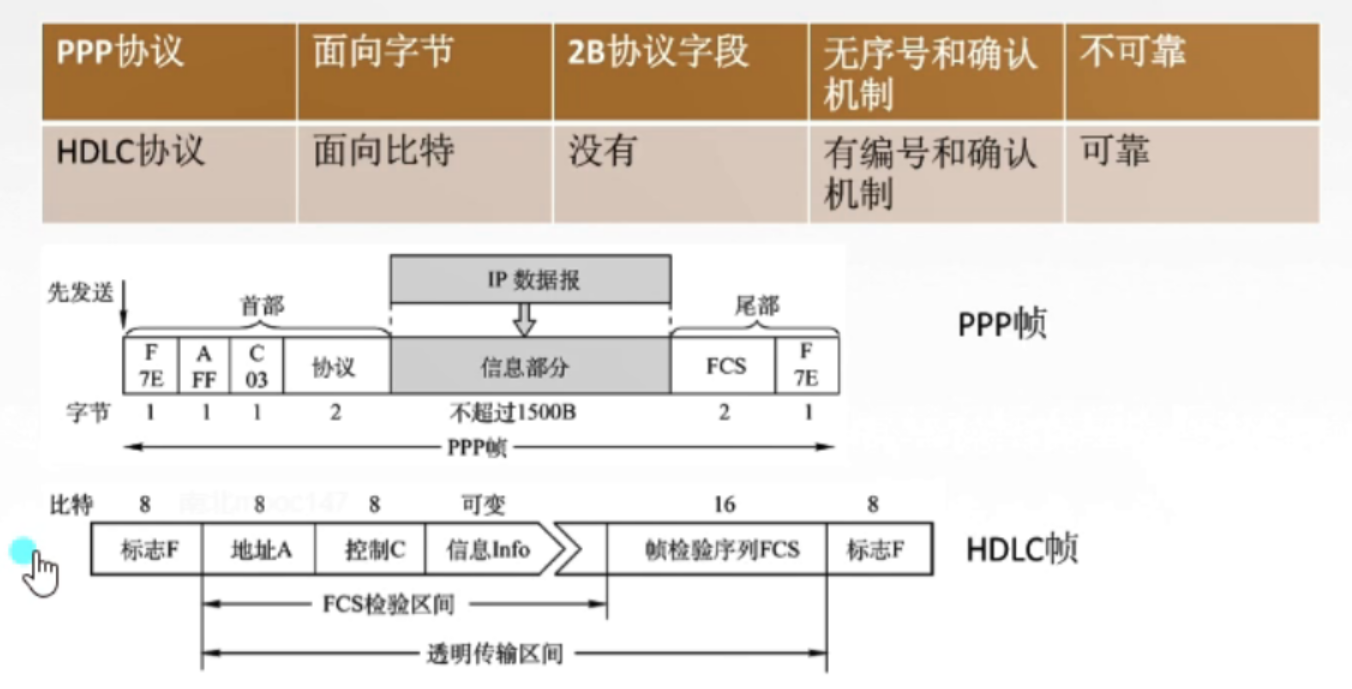 PPP协议 面向字节 2B协议字段 无序号和确认机制 不可靠
HDLC协议 面向比特 没有 有编号和确认机制 可靠
IP 数据报
先发送 首部 尾部
PPP帧
F 7E A FF C 03 协议 信息部分 FCS F 7E
字节 1 1 1 2 不超过1500B 2 1
PPP帧
比特 8 8 8 可变 16 8
标志F 地址A 控制C 信息Info 帧检验序列FCS 标志F
HDLC帧
FCS检验区间
透明传输区间